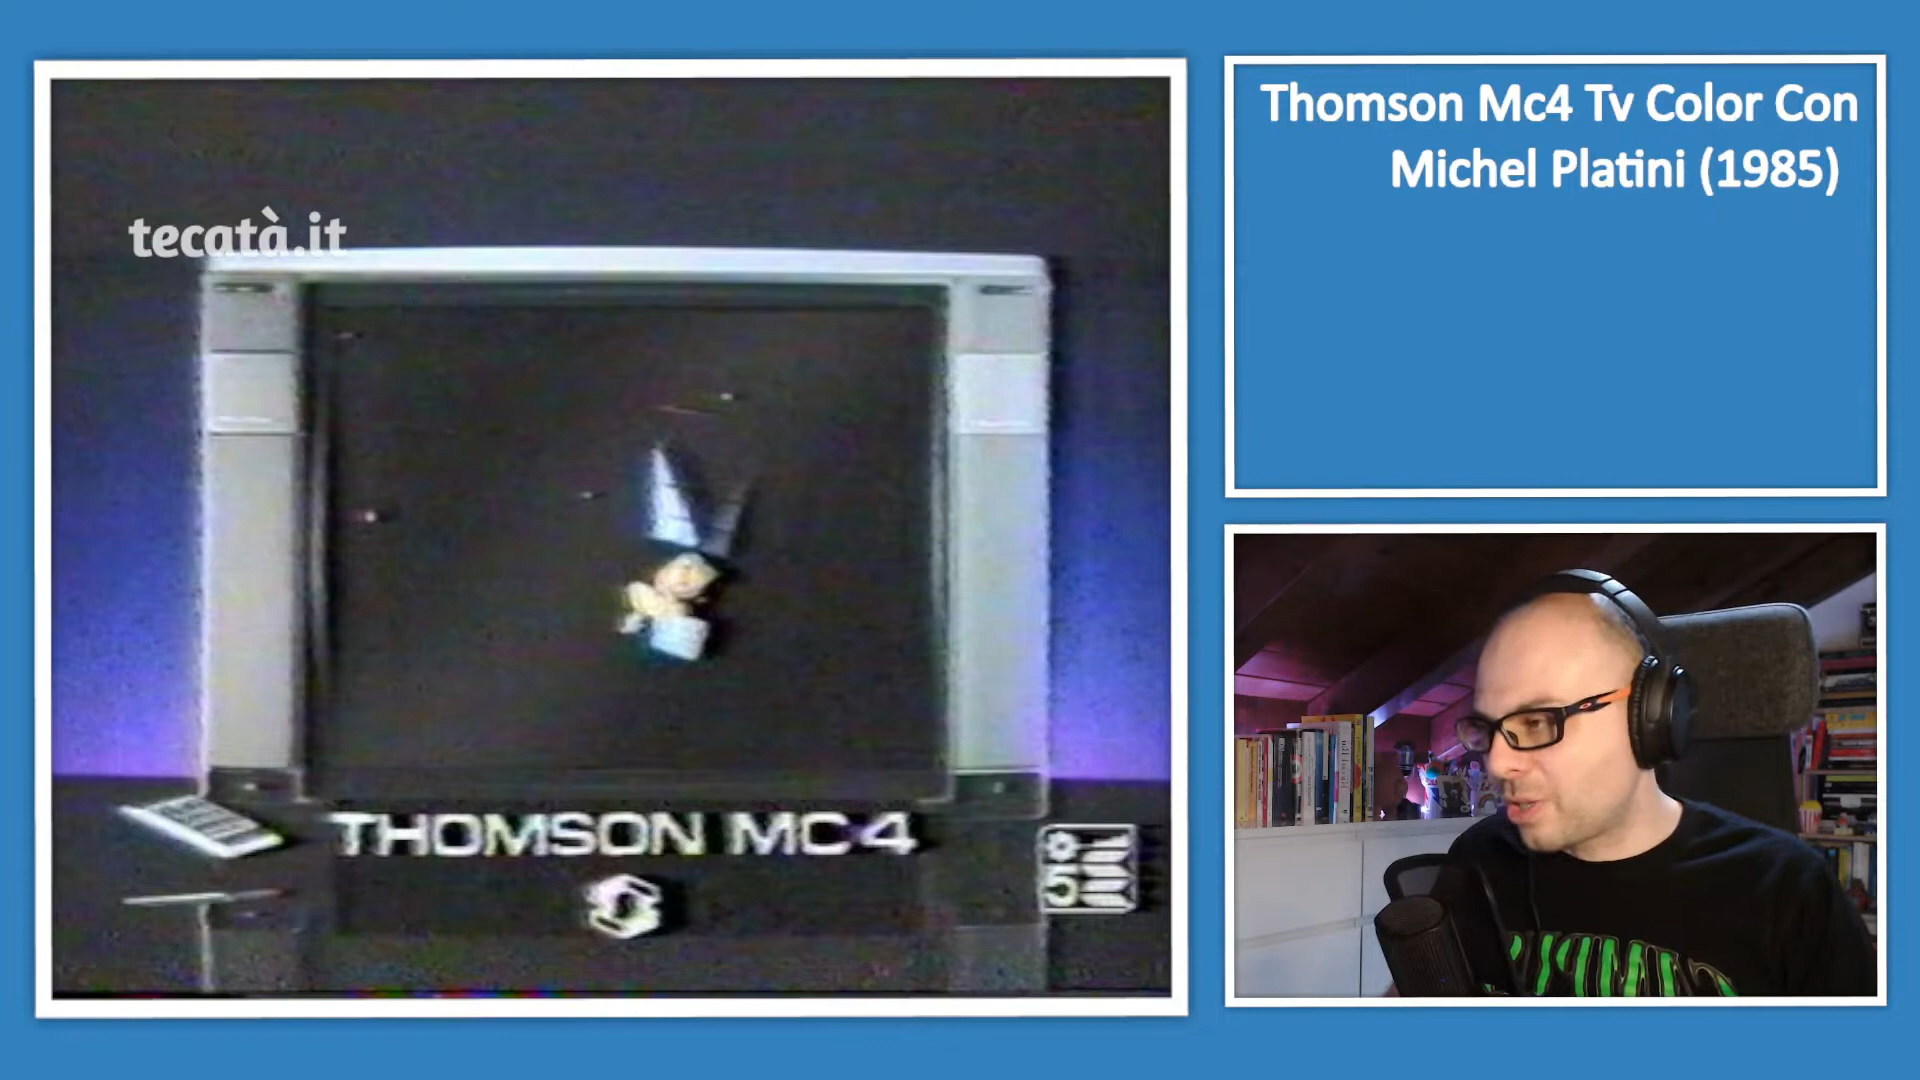 tecatà.it
THOMSON MC4
Thomson Mc4 Tv Color Con
Michel Platini (1985)